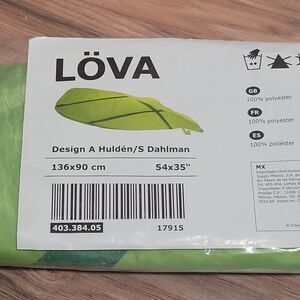 LÖVA
Design A Huldén/S Dahlman
136x90 cm
54x35"
403.384.05
17915
GB
100% polyester
FR
100% polyester
ES
100% poliéster
MX